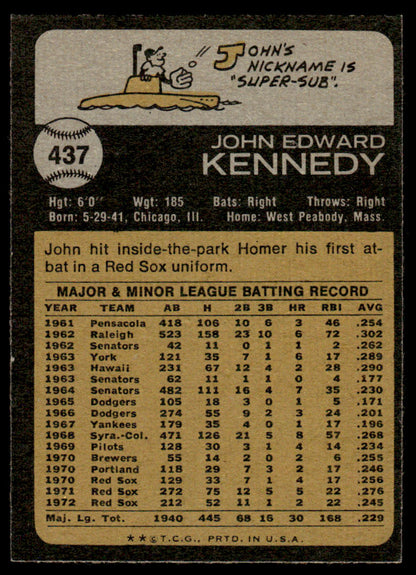 JOHN'S
NICKNAME IS
"SUPER-SUB".
437
JOHN EDWARD
KENNEDY
Hgt: 6'0" Wgt: 185 Bats: Right Throws: Right
Born: 5-29-41, Chicago, Ill. Home: West Peabody, Mass.
John hit inside-the-park Homer his first at-
bat in a Red Sox uniform.
MAJOR & MINOR LEAGUE BATTING RECORD
YEAR TEAM AB H 2B 3B HR RBI AVG
1961 Pensacola 418 106 10 6 3 46 .254
1962 Raleigh 523 158 23 10 6 72 .302
1962 Senators 42 11 0 1 1 2 .262
1963 York 121 35 7 1 6 17 .289
1963 Hawaii 231 67 12 4 2 28 .290
1963 Senators 62 11 1 1 0 4 .177
1964 Senators 482 111 16 4 7 35 .230
1965 Dodgers 105 18 3 0 1 5 .171
1966 Dodgers 274 55 9 2 3 24 .201
1967 Yankees 179 35 4 0 1 17 .196
1968 Syra.-Col. 471 126 21 5 8 57 .268
1969 Pilots 128 30 3 1 4 14 .234
1970 Brewers 55 14 2 0 2 6 .255
1970 Portland 118 29 7 3 2 17 .246
1970 Red Sox 129 33 7 1 4 17 .256
1971 Red Sox 272 75 12 5 5 22 .276
1972 Red Sox 212 52 11 1 2 22 .245
Maj. Lg. Tot. 1940 445 68 16 30 168 .229
**© T.C.G., PRTD. IN U.S.A.